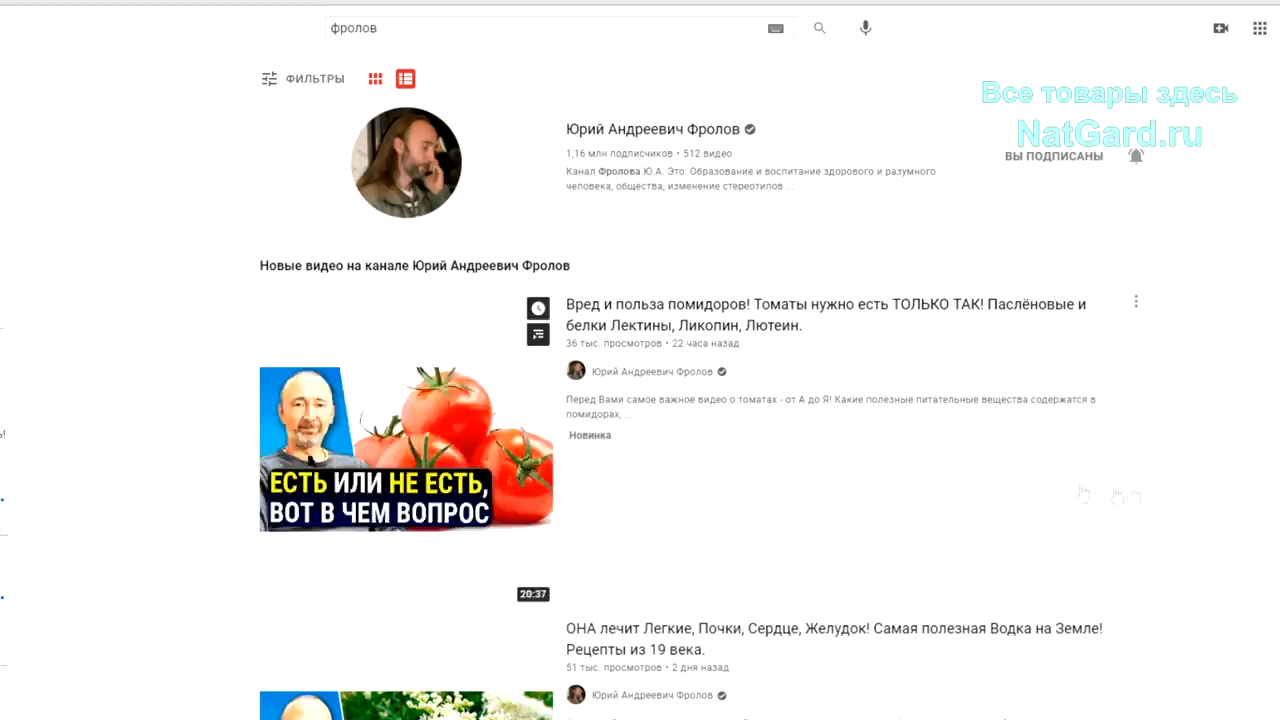 фролов
ФИЛЬТРЫ
Все товары здесь
NatGard.ru
Юрий Андреевич Фролов
1,16 млн подписчиков • 512 видео
ВЫ ПОДПИСАНЫ
Канал Фролова Ю.А. Это: Образование и воспитание здорового и разумного
человека, общества, изменение стереотипов ...
Новые видео на канале Юрий Андреевич Фролов
Вред и польза помидоров! Томаты нужно есть ТОЛЬКО ТАК! Паслёновые и
белки Лектины, Ликопин, Лютеин.
36 тыс. просмотров • 22 часа назад
Юрий Андреевич Фролов
Перед Вами самое важное видео о томатах - от А до Я! Какие полезные питательные вещества содержатся в
помидорах, ...
Новинка
ЕСТЬ ИЛИ НЕ ЕСТЬ,
ВОТ В ЧЕМ ВОПРОС
20:37
ОНА лечит Легкие, Почки, Сердце, Желудок! Самая полезная Водка на Земле!
Рецепты из 19 века.
51 тыс. просмотров • 2 дня назад
Юрий Андреевич Фролов